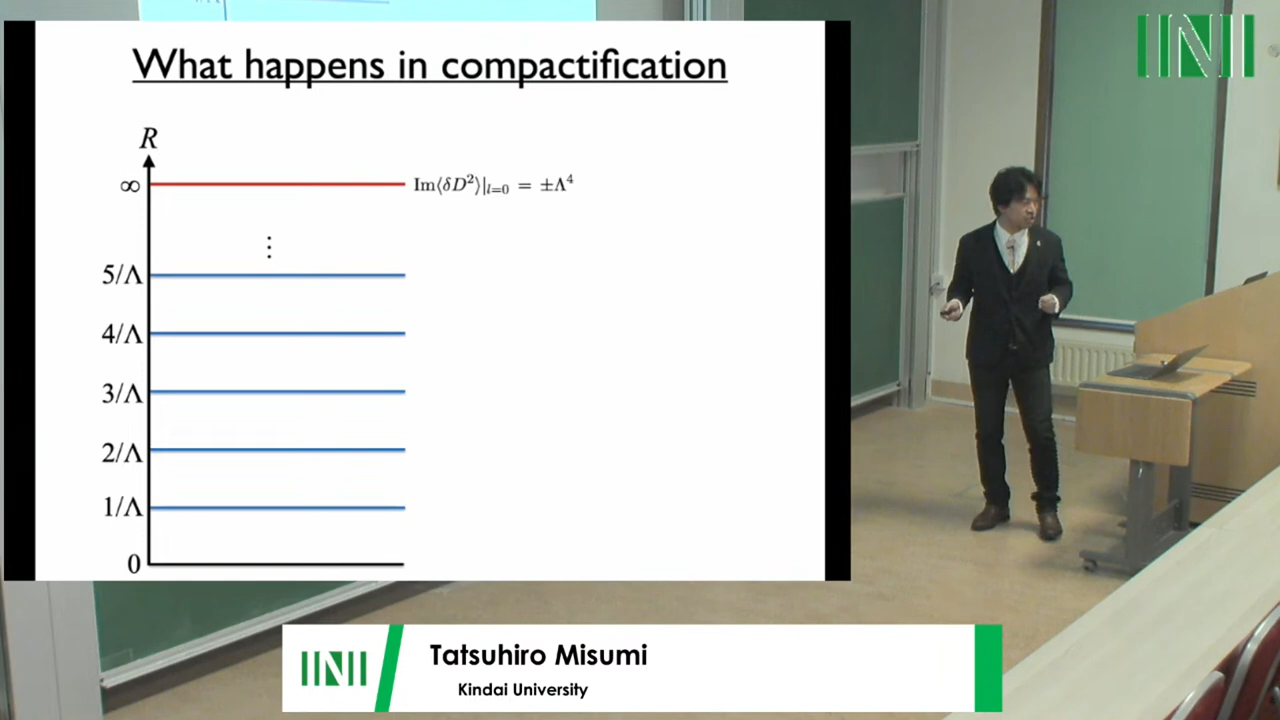 What happens in compactification
R
∞
Im⟨δD²⟩|ₗ₌₀ = ±Λ⁴
⋮
5/Λ
4/Λ
3/Λ
2/Λ
1/Λ
0
INI
INI
Tatsuhiro Misumi
Kindai University